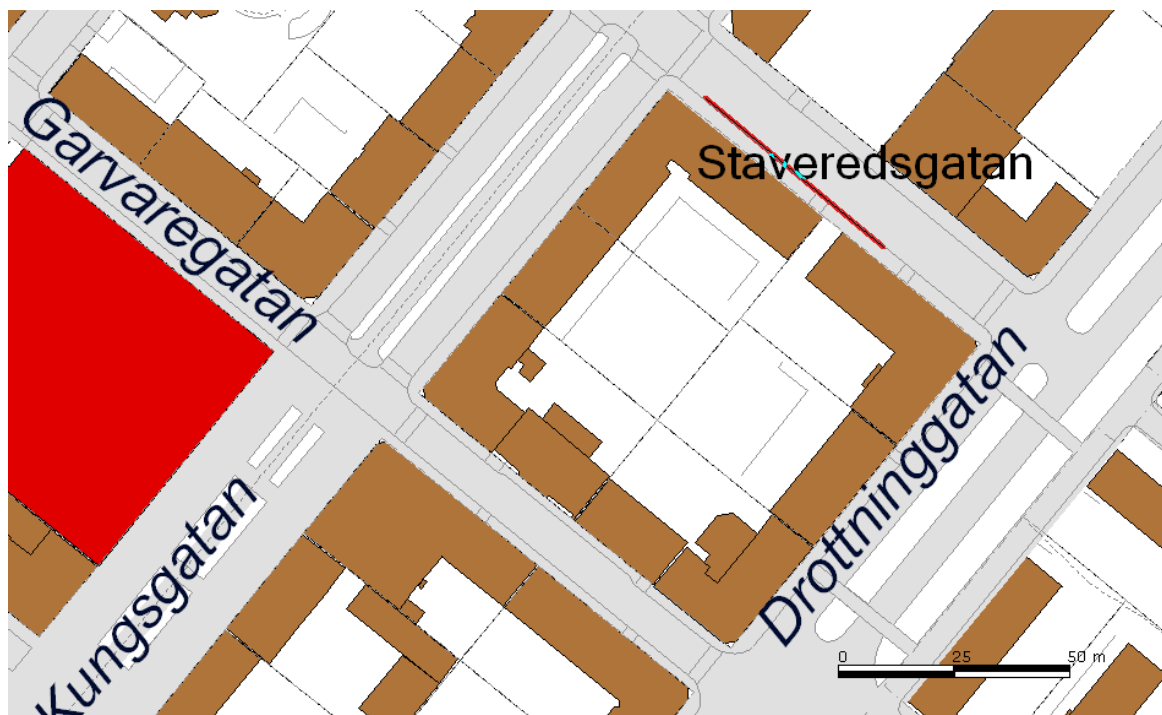 Garvaregatan
Staveredsgatan
Kungsgatan
Drottninggatan
0 25 50 m